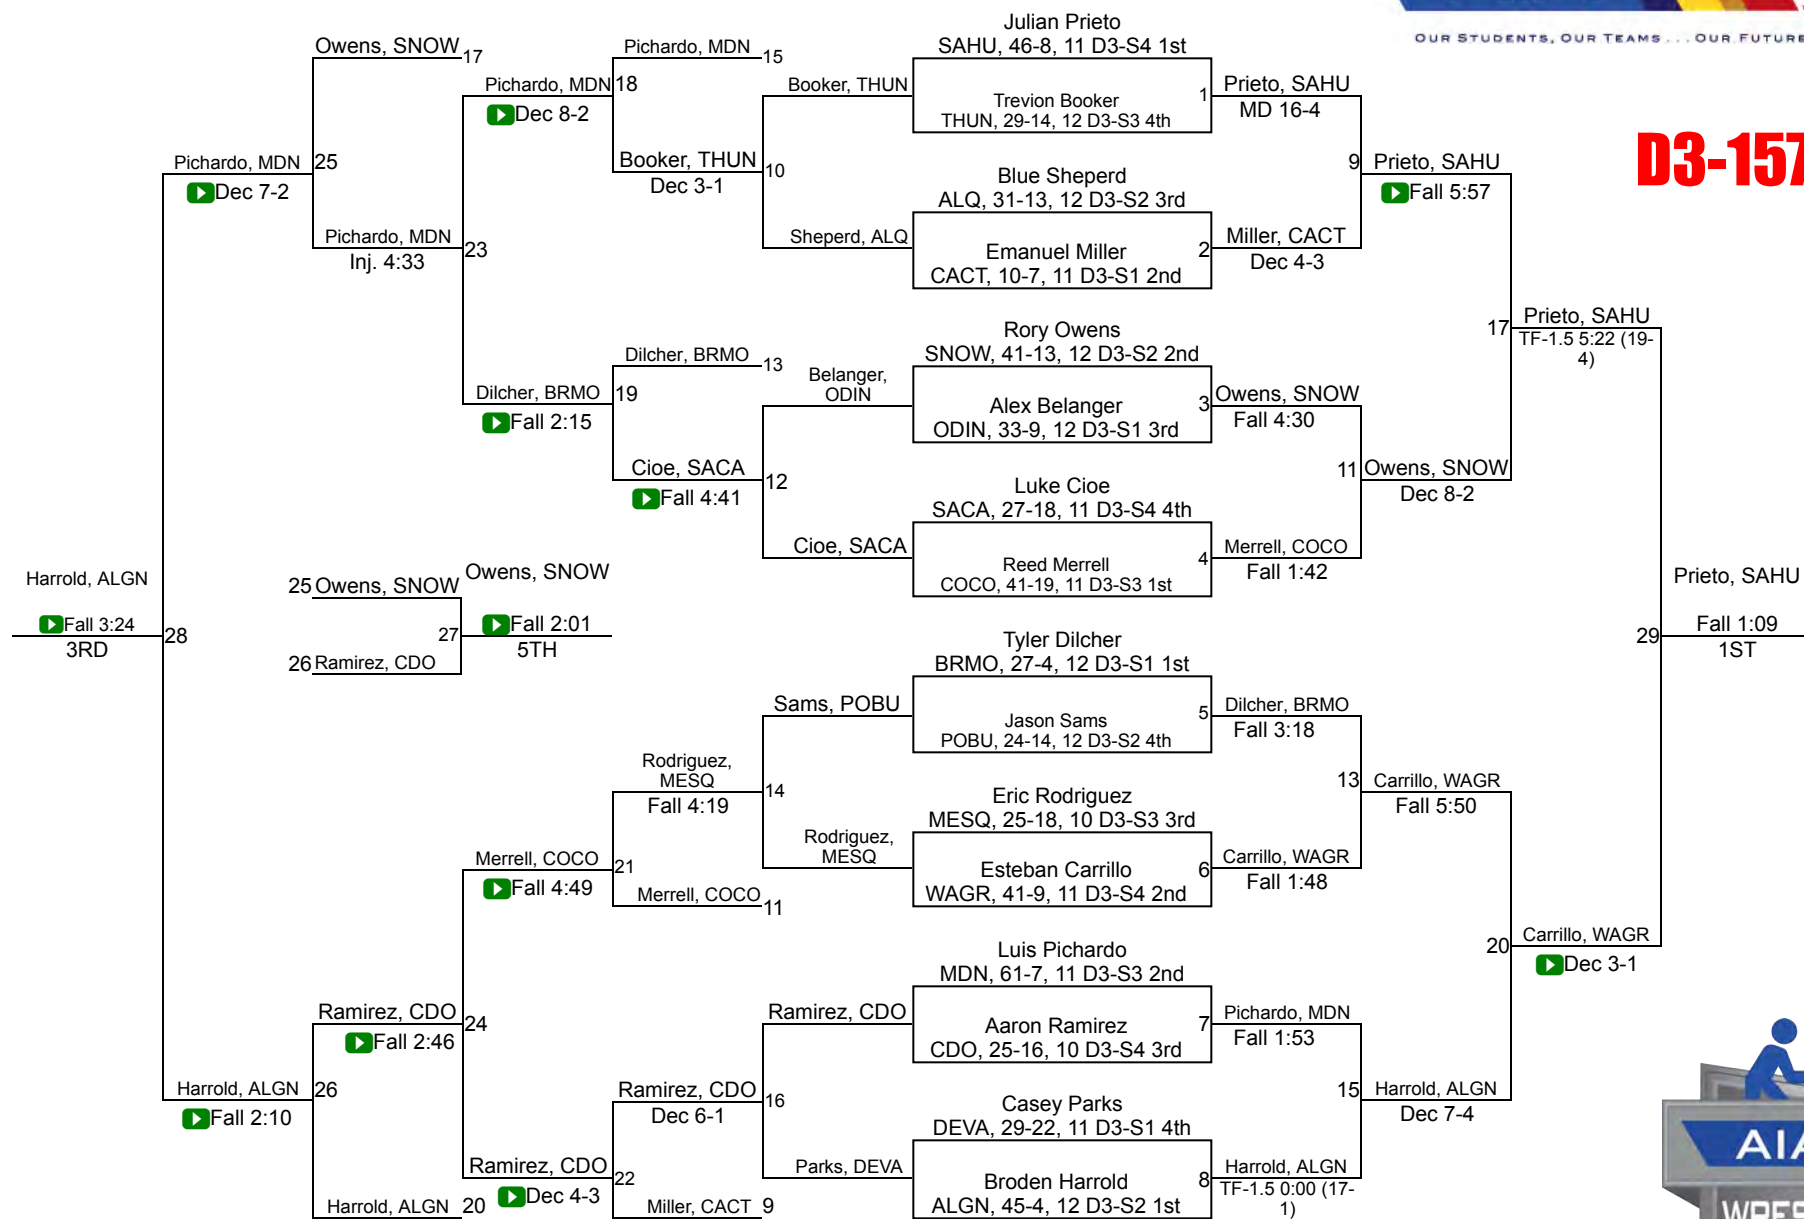 OUR STUDENTS, OUR TEAMS . . . OUR FUTURE
D3-157
Julian Prieto
SAHU, 46-8, 11 D3-S4 1st
1
Trevion Booker
THUN, 29-14, 12 D3-S3 4th
Blue Sheperd
ALQ, 31-13, 12 D3-S2 3rd
2
Emanuel Miller
CACT, 10-7, 11 D3-S1 2nd
Rory Owens
SNOW, 41-13, 12 D3-S2 2nd
3
Alex Belanger
ODIN, 33-9, 12 D3-S1 3rd
Luke Cioe
SACA, 27-18, 11 D3-S4 4th
4
Reed Merrell
COCO, 41-19, 11 D3-S3 1st
Tyler Dilcher
BRMO, 27-4, 12 D3-S1 1st
5
Jason Sams
POBU, 24-14, 12 D3-S2 4th
Eric Rodriguez
MESQ, 25-18, 10 D3-S3 3rd
6
Esteban Carrillo
WAGR, 41-9, 11 D3-S4 2nd
Luis Pichardo
MDN, 61-7, 11 D3-S3 2nd
7
Aaron Ramirez
CDO, 25-16, 10 D3-S4 3rd
Casey Parks
DEVA, 29-22, 11 D3-S1 4th
8
Broden Harrold
ALGN, 45-4, 12 D3-S2 1st
Prieto, SAHU
MD 16-4
9
Miller, CACT
Dec 4-3
Owens, SNOW
Fall 4:30
11
Merrell, COCO
Fall 1:42
Dilcher, BRMO
Fall 3:18
13
Carrillo, WAGR
Fall 1:48
Pichardo, MDN
Fall 1:53
15
Harrold, ALGN
TF-1.5 0:00 (17-
1)
Prieto, SAHU
Fall 5:57
17
Owens, SNOW
Dec 8-2
Carrillo, WAGR
Fall 5:50
20
Harrold, ALGN
Dec 7-4
Prieto, SAHU
TF-1.5 5:22 (19-
4)
29
Carrillo, WAGR
Dec 3-1
Prieto, SAHU
Fall 1:09
1ST
Booker, THUN
10
Sheperd, ALQ
Belanger,
ODIN
12
Cioe, SACA
Sams, POBU
14
Rodriguez,
MESQ
Ramirez, CDO
16
Parks, DEVA
Pichardo, MDN
15
18
Booker, THUN
Dec 3-1
Dilcher, BRMO
13
19
Cioe, SACA
Fall 4:41
Rodriguez,
MESQ
Fall 4:19
21
Merrell, COCO
11
Ramirez, CDO
Dec 6-1
22
Miller, CACT
9
Pichardo, MDN
Dec 8-2
23
Dilcher, BRMO
Fall 2:15
Merrell, COCO
Fall 4:49
24
Ramirez, CDO
Dec 4-3
Owens, SNOW
17
25
Pichardo, MDN
Inj. 4:33
25 Owens, SNOW
27
26 Ramirez, CDO
Owens, SNOW
Fall 2:01
5TH
Ramirez, CDO
Fall 2:46
26
Harrold, ALGN
20
Pichardo, MDN
Dec 7-2
28
Harrold, ALGN
Fall 2:10
Harrold, ALGN
Fall 3:24
3RD